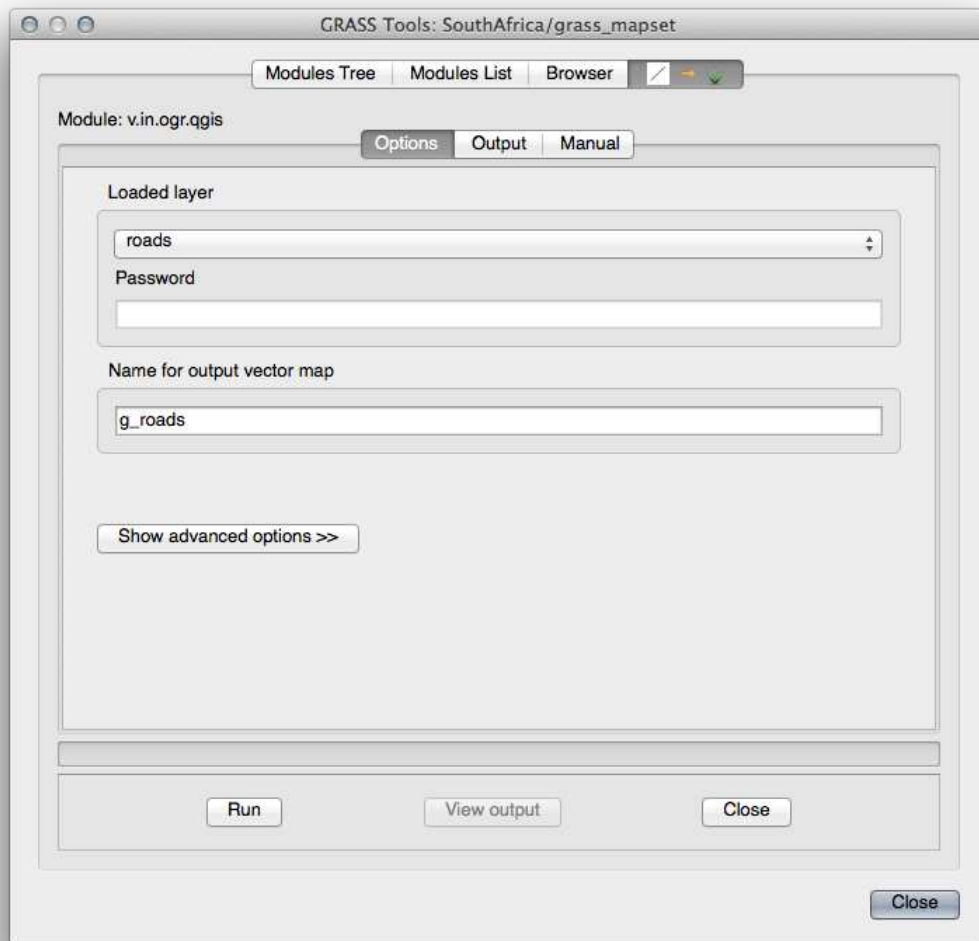 GRASS Tools: SouthAfrica/grass_mapset
Modules Tree Modules List Browser
Module: v.in.ogr.qgis
Options Output Manual
Loaded layer
roads
Password
Name for output vector map
g_roads
Show advanced options >>
Run View output Close
Close